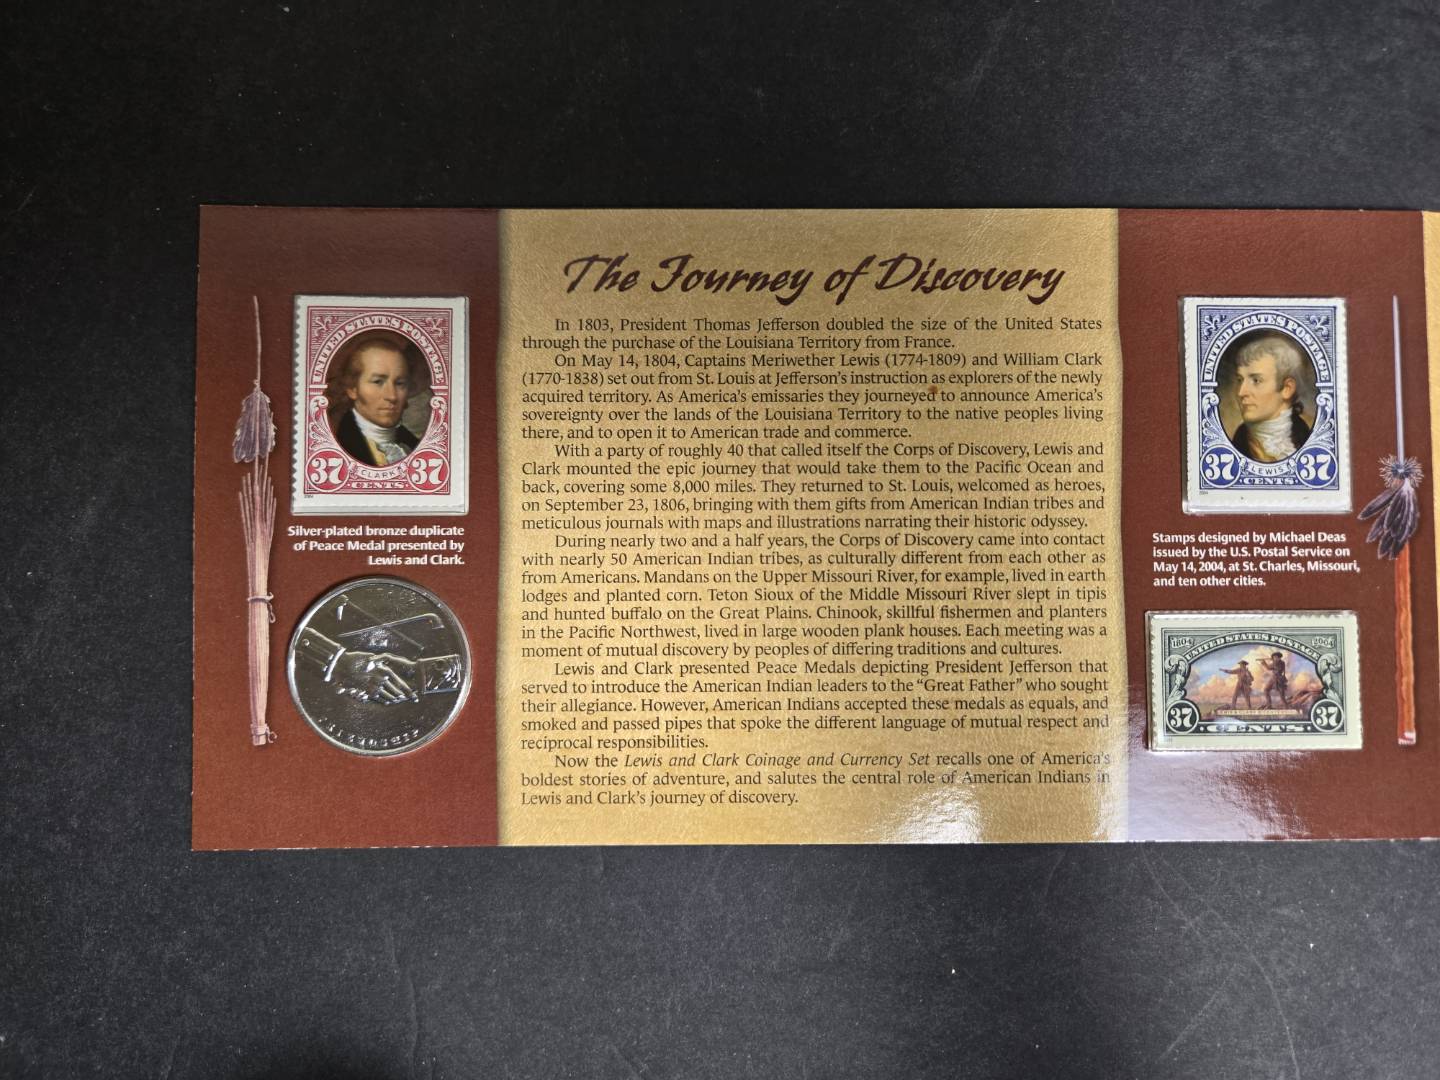 The Journey of Discovery
In 1803, President Thomas Jefferson doubled the size of the United States
through the purchase of the Louisiana Territory from France.
On May 14, 1804, Captains Meriwether Lewis (1774-1809) and William Clark
(1770-1838) set out from St. Louis at Jefferson's instruction as explorers of the newly
acquired territory. As America's emissaries they journeyed to announce America's
sovereignty over the lands of the Louisiana Territory to the native peoples living
there, and to open it to American trade and commerce.
With a party of roughly 40 that called itself the Corps of Discovery, Lewis and
Clark mounted the epic journey that would take them to the Pacific Ocean and
back, covering some 8,000 miles. They returned to St. Louis, welcomed as heroes,
on September 23, 1806, bringing with them gifts from American Indian tribes and
meticulous journals with maps and illustrations narrating their historic odyssey.
During nearly two and a half years, the Corps of Discovery came into contact
with nearly 50 American Indian tribes, as culturally different from each other as
from Americans. Mandans on the Upper Missouri River, for example, lived in earth
lodges and planted corn. Teton Sioux of the Middle Missouri River slept in tipis
and hunted buffalo on the Great Plains. Chinook, skillful fishermen and planters
in the Pacific Northwest, lived in large wooden plank houses. Each meeting was a
moment of mutual discovery by peoples of differing traditions and cultures.
Lewis and Clark presented Peace Medals depicting President Jefferson that
served to introduce the American Indian leaders to the "Great Father" who sought
their allegiance. However, American Indians accepted these medals as equals, and
smoked and passed pipes that spoke the different language of mutual respect and
reciprocal responsibilities.
Now the Lewis and Clark Coinage and Currency Set recalls one of America's
boldest stories of adventure, and salutes the central role of American Indians in
Lewis and Clark's journey of discovery.
UNITED STATES POSTAGE
37 CLARK 37
CENTS
2004
Silver-plated bronze duplicate
of Peace Medal presented by
Lewis and Clark.
FRIENDSHIP
UNITED STATES POSTAGE
37 LEWIS 37
CENTS
2004
Stamps designed by Michael Deas
issued by the U.S. Postal Service on
May 14, 2004, at St. Charles, Missouri,
and ten other cities.
1804 UNITED STATES POSTAGE 2004
37 37
CENTS